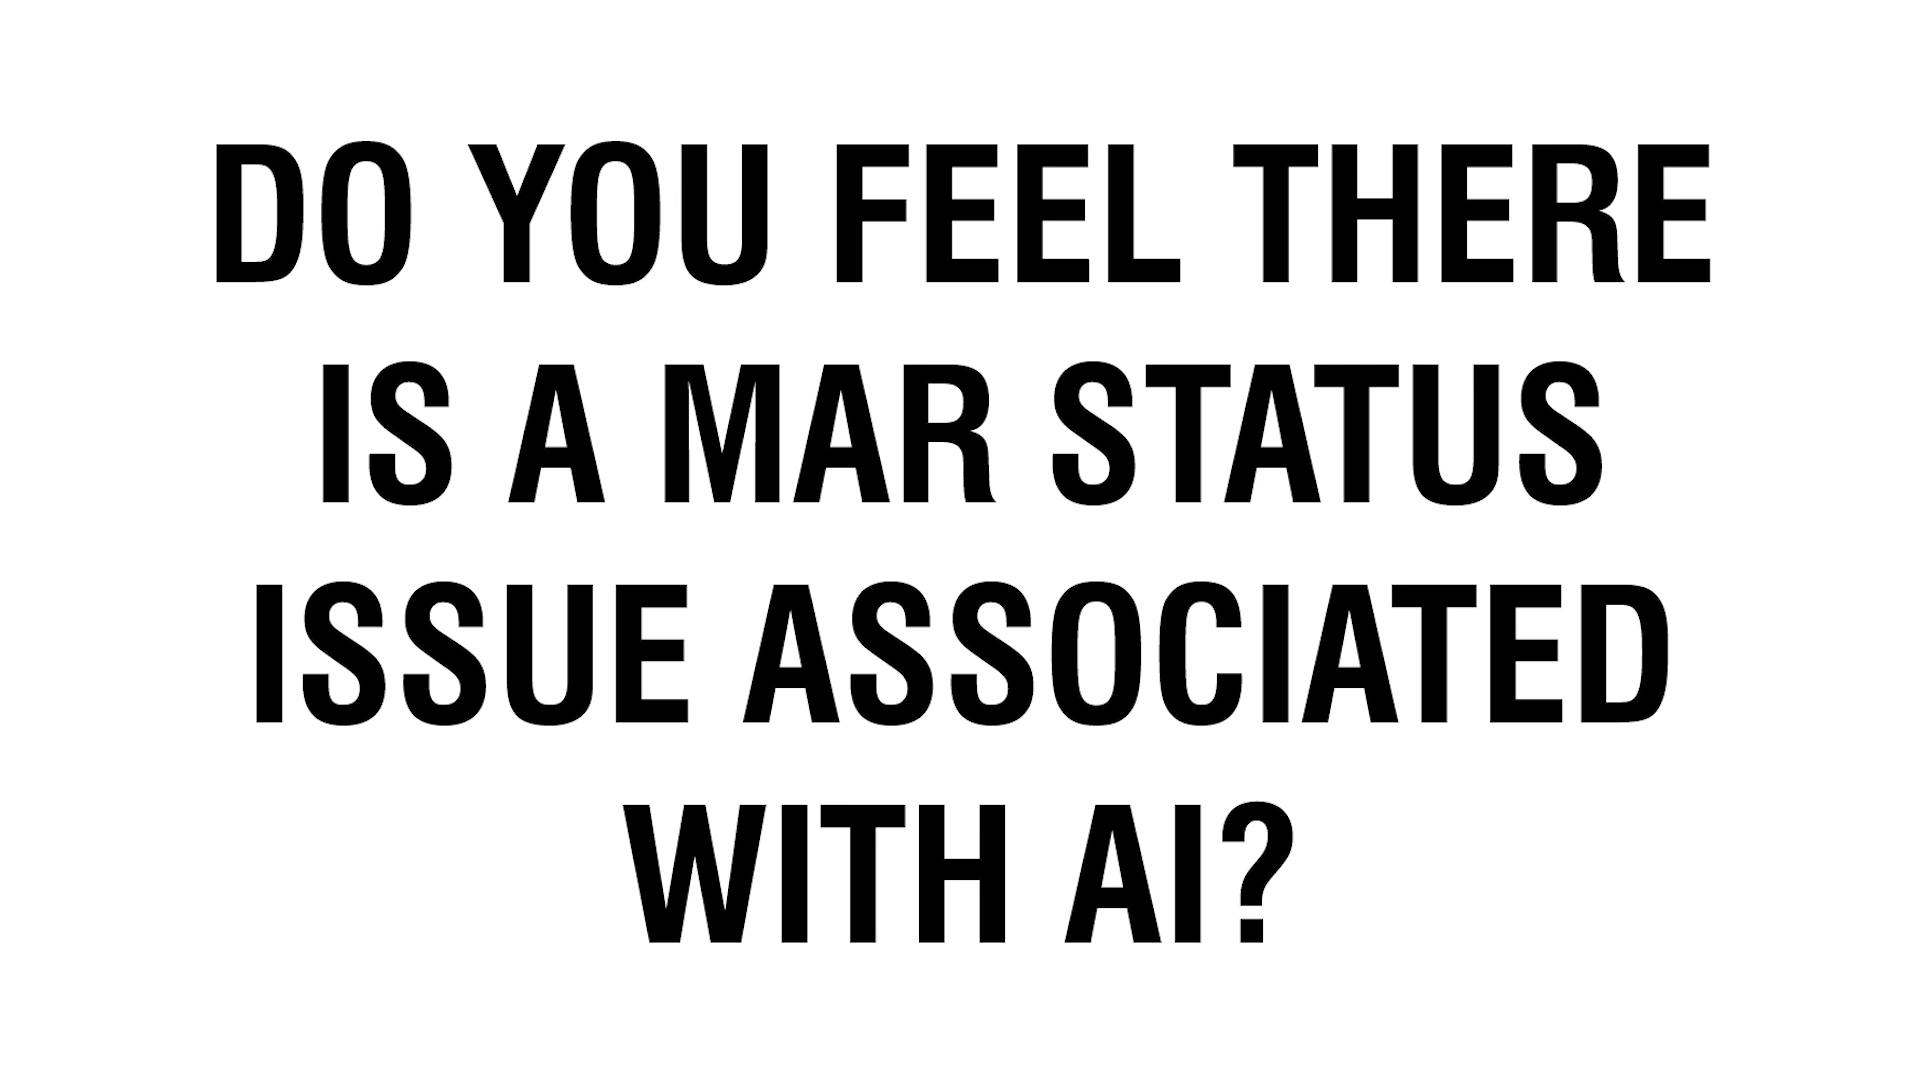 DO YOU FEEL THERE
IS A MAR STATUS
ISSUE ASSOCIATED
WITH AI?